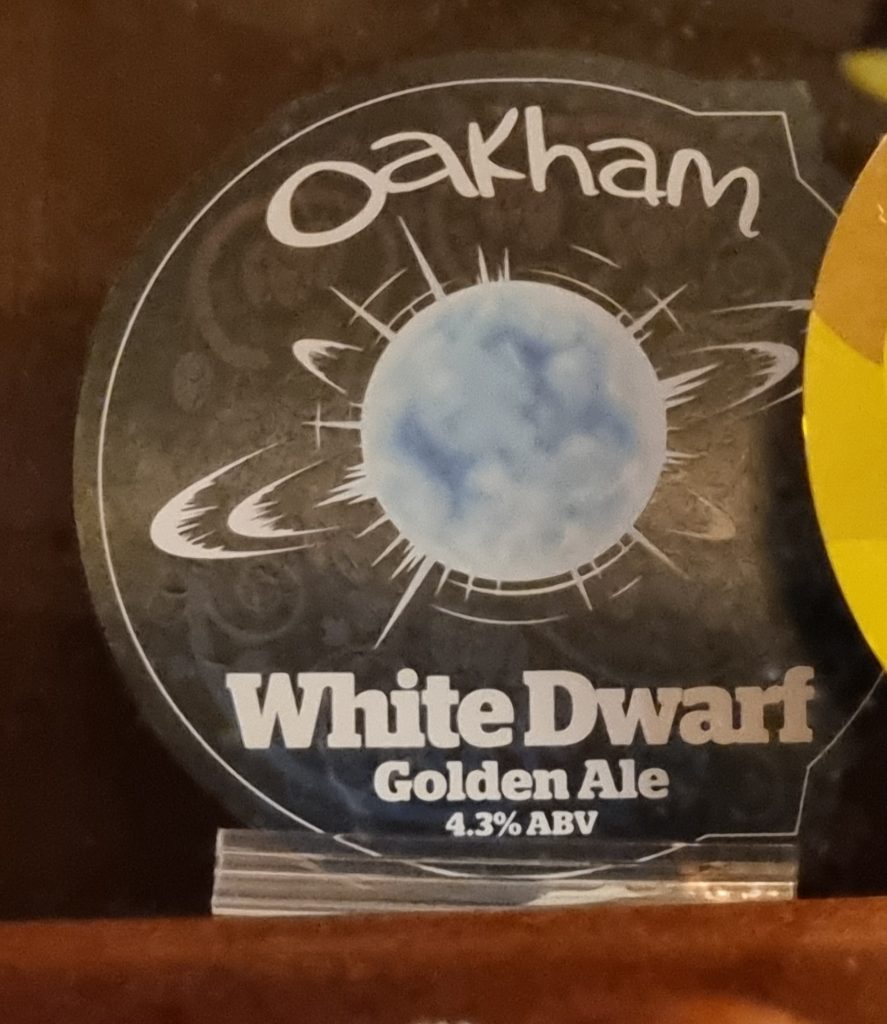 Oakham
White Dwarf
Golden Ale
4.3% ABV